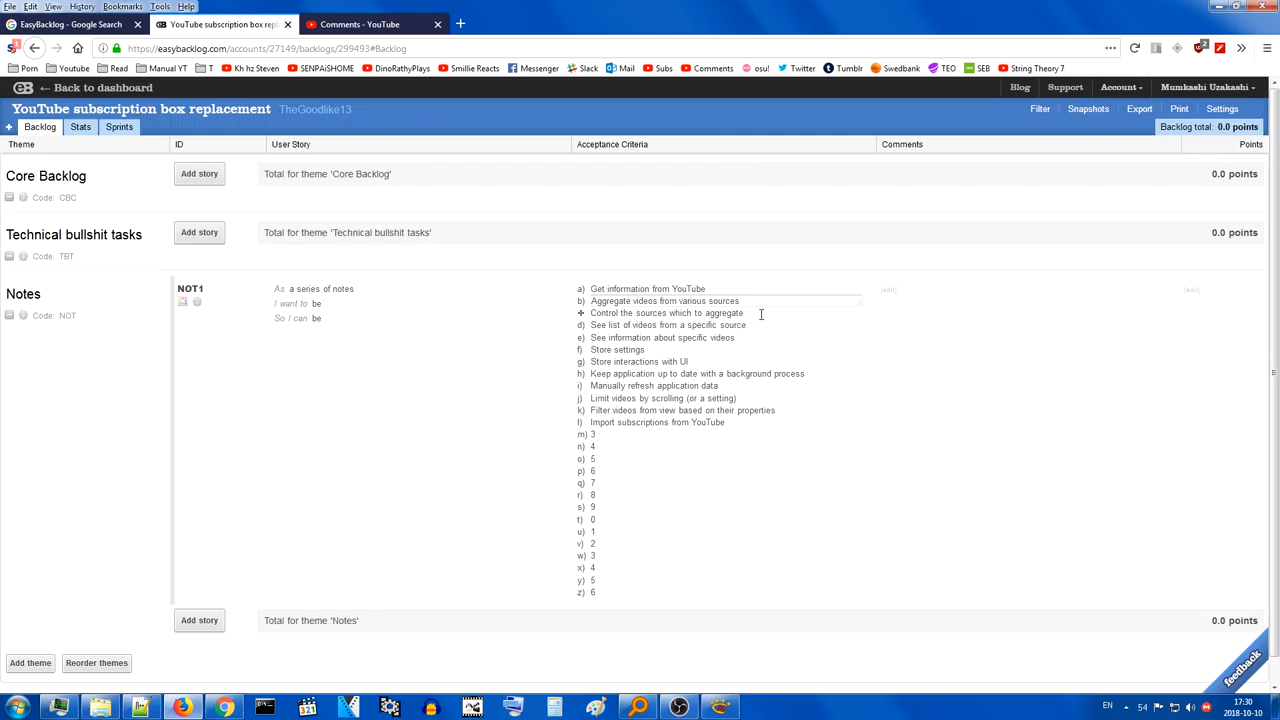 File Edit View History Bookmarks Tools Help
EasyBacklog - Google Search
YouTube subscription box repl
Comments - YouTube
https://easybacklog.com/accounts/27149/backlogs/299493#Backlog
Porn Youtube Read Manual YT T Kh hz Steven SENPAiSHOME DinoRathyPlays Smillie Reacts Messenger Slack Mail Subs Comments osu! Twitter Tumblr Swedbank TEO SEB String Theory 7
Back to dashboard
Blog Support Account Mumkashi Uzakashi
YouTube subscription box replacement TheGoodlike13
Filter Snapshots Export Print Settings
Backlog Stats Sprints
Backlog total: 0.0 points
Theme ID User Story Acceptance Criteria Comments Points
Core Backlog
Add story
Total for theme 'Core Backlog'
0.0 points
Code: CBC
Technical bullshit tasks
Add story
Total for theme 'Technical bullshit tasks'
0.0 points
Code: TBT
Notes
Code: NOT
NOT1
As a series of notes
I want to be
So I can be
a) Get information from YouTube
b) Aggregate videos from various sources
Control the sources which to aggregate
d) See list of videos from a specific source
e) See information about specific videos
f) Store settings
g) Store interactions with UI
h) Keep application up to date with a background process
i) Manually refresh application data
j) Limit videos by scrolling (or a setting)
k) Filter videos from view based on their properties
l) Import subscriptions from YouTube
m) 3
n) 4
o) 5
p) 6
q) 7
r) 8
s) 9
t) 0
u) 1
v) 2
w) 3
x) 4
y) 5
z) 6
[edit]
[edit]
Add story
Total for theme 'Notes'
0.0 points
Add theme Reorder themes
feedback
EN 54 17:30
2018-10-10